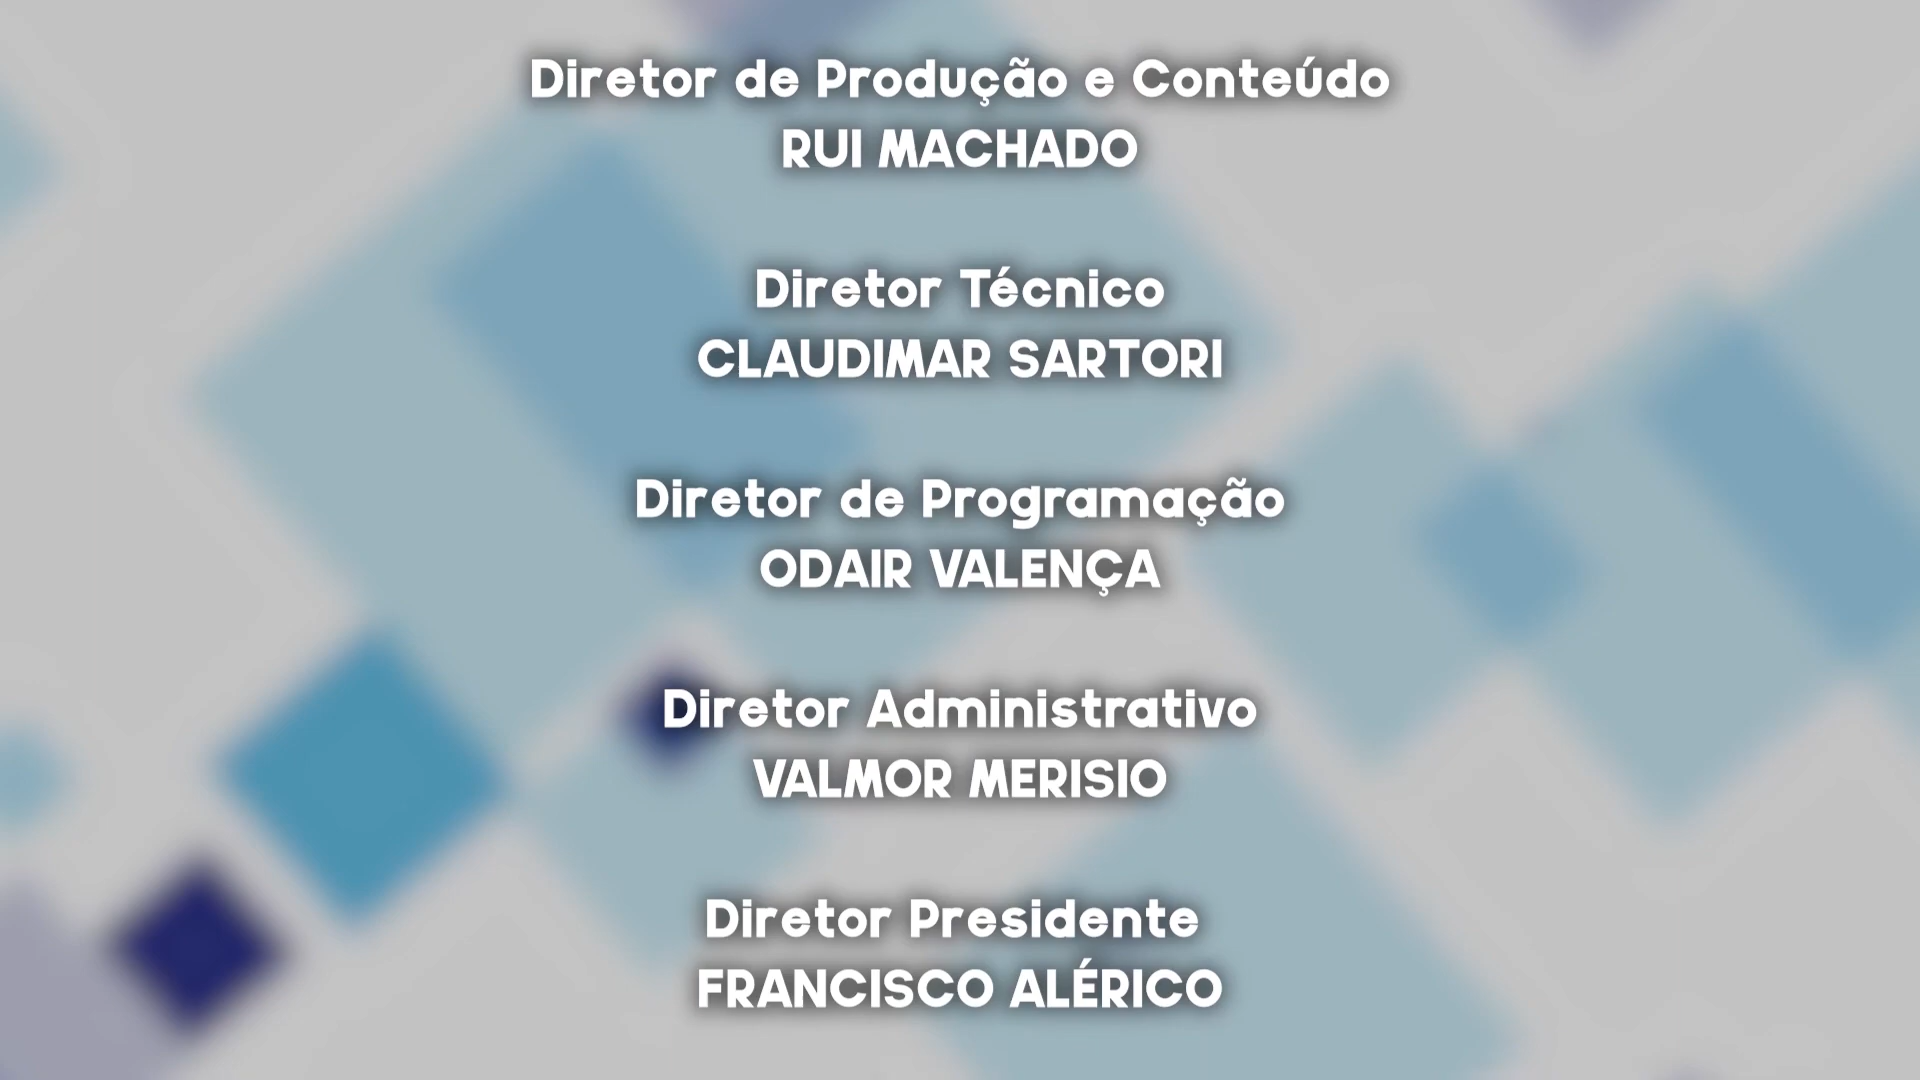 Diretor de Produção e Conteúdo
RUI MACHADO
Diretor Técnico
CLAUDIMAR SARTORI
Diretor de Programação
ODAIR VALENÇA
Diretor Administrativo
VALMOR MERISIO
Diretor Presidente
FRANCISCO ALÉRICO